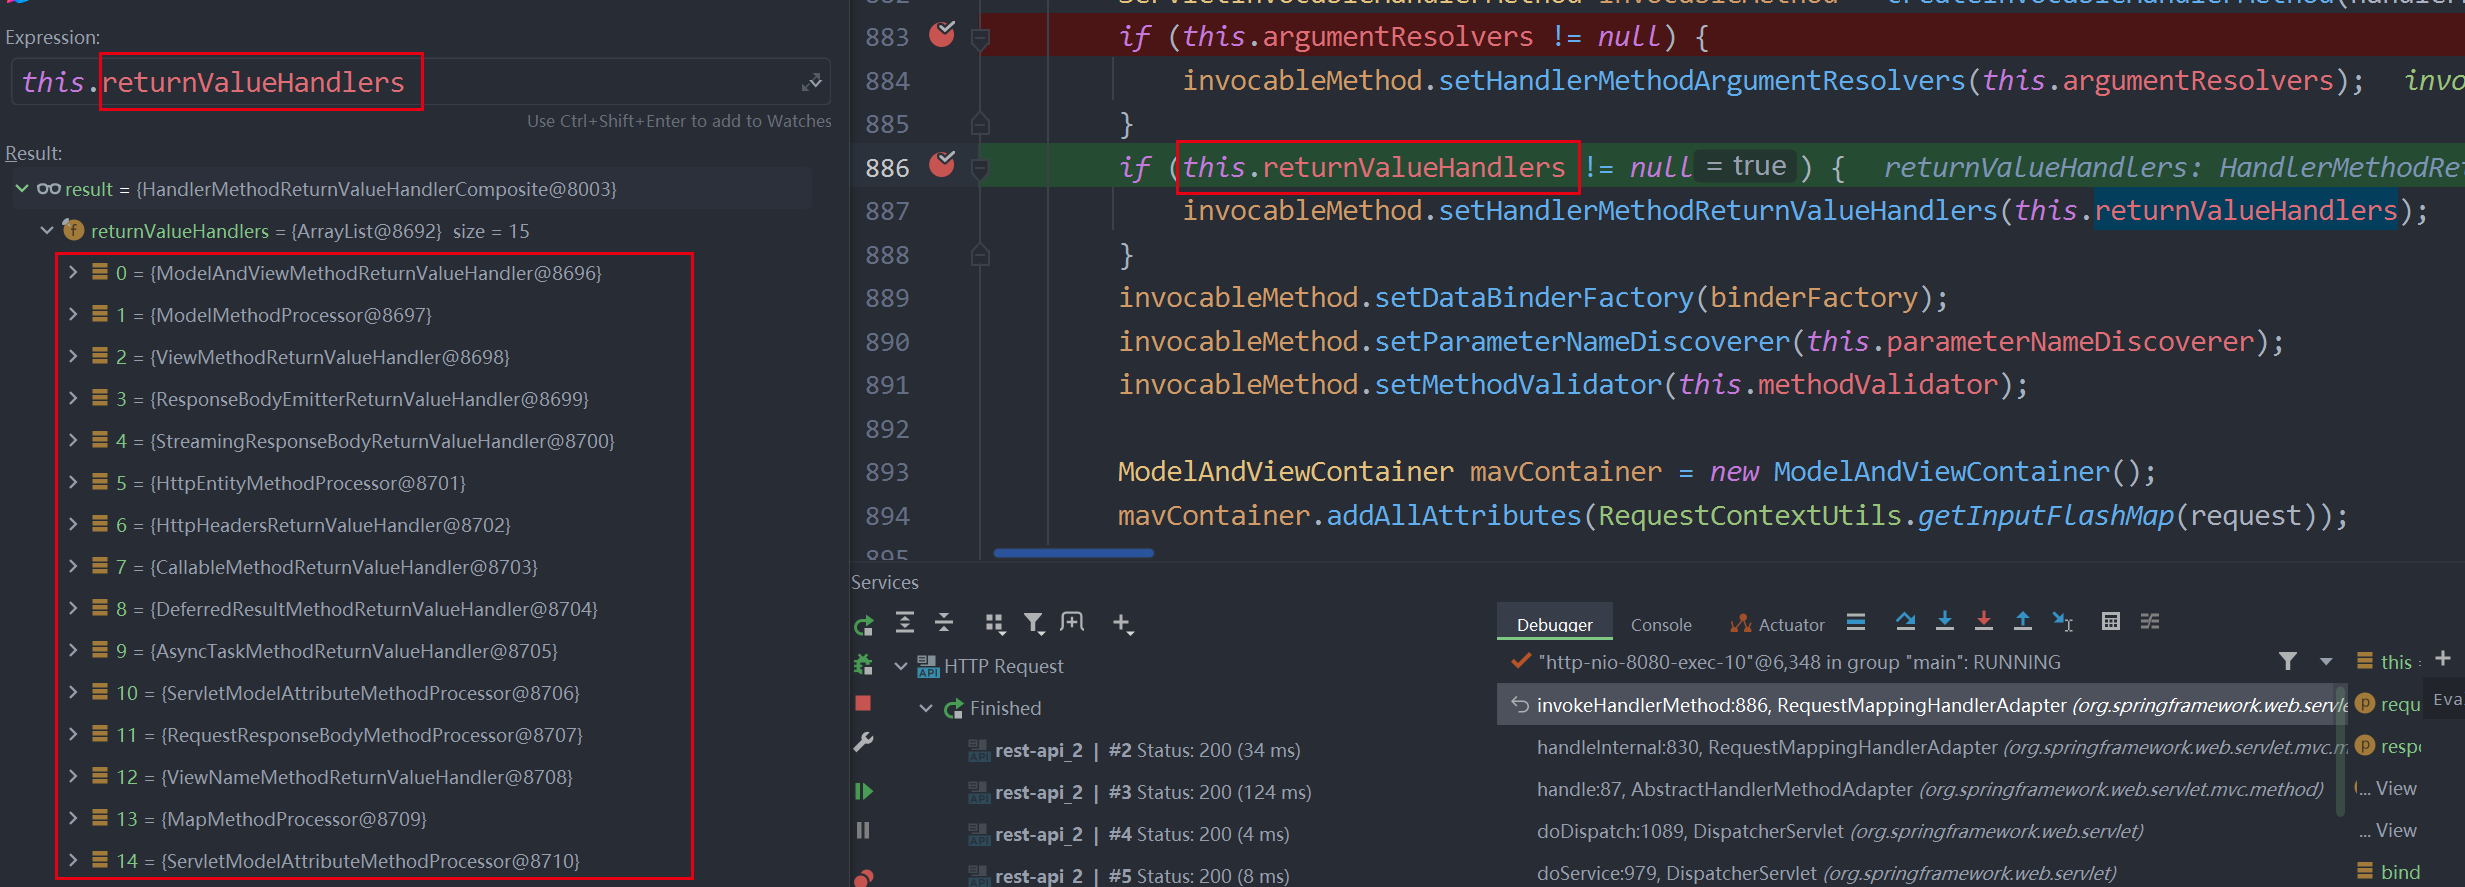 Expression:
this.returnValueHandlers
Use Ctrl+Shift+Enter to add to Watches
Result:
result = {HandlerMethodReturnValueHandlerComposite@8003}
returnValueHandlers = {ArrayList@8692} size = 15
0 = {ModelAndViewMethodReturnValueHandler@8696}
1 = {ModelMethodProcessor@8697}
2 = {ViewMethodReturnValueHandler@8698}
3 = {ResponseBodyEmitterReturnValueHandler@8699}
4 = {StreamingResponseBodyReturnValueHandler@8700}
5 = {HttpEntityMethodProcessor@8701}
6 = {HttpHeadersReturnValueHandler@8702}
7 = {CallableMethodReturnValueHandler@8703}
8 = {DeferredResultMethodReturnValueHandler@8704}
9 = {AsyncTaskMethodReturnValueHandler@8705}
10 = {ServletModelAttributeMethodProcessor@8706}
11 = {RequestResponseBodyMethodProcessor@8707}
12 = {ViewNameMethodReturnValueHandler@8708}
13 = {MapMethodProcessor@8709}
14 = {ServletModelAttributeMethodProcessor@8710}
883 if (this.argumentResolvers != null) {
884 invocableMethod.setHandlerMethodArgumentResolvers(this.argumentResolvers); invo
885 }
886 if (this.returnValueHandlers != null = true ) { returnValueHandlers: HandlerMethodRet
887 invocableMethod.setHandlerMethodReturnValueHandlers(this.returnValueHandlers);
888 }
889 invocableMethod.setDataBinderFactory(binderFactory);
890 invocableMethod.setParameterNameDiscoverer(this.parameterNameDiscoverer);
891 invocableMethod.setMethodValidator(this.methodValidator);
892
893 ModelAndViewContainer mavContainer = new ModelAndViewContainer();
894 mavContainer.addAllAttributes(RequestContextUtils.getInputFlashMap(request));
895
Services
HTTP Request
Finished
rest-api_2 | #2 Status: 200 (34 ms)
rest-api_2 | #3 Status: 200 (124 ms)
rest-api_2 | #4 Status: 200 (4 ms)
rest-api_2 | #5 Status: 200 (8 ms)
Debugger Console Actuator
"http-nio-8080-exec-10"@6,348 in group "main": RUNNING
invokeHandlerMethod:886, RequestMappingHandlerAdapter (org.springframework.web.servle
handleInternal:830, RequestMappingHandlerAdapter (org.springframework.web.servlet.mvc.m
handle:87, AbstractHandlerMethodAdapter (org.springframework.web.servlet.mvc.method)
doDispatch:1089, DispatcherServlet (org.springframework.web.servlet)
doService:979, DispatcherServlet (org.springframework.web.servlet)
this =
requ
Eva
resp
... View
... View
bind